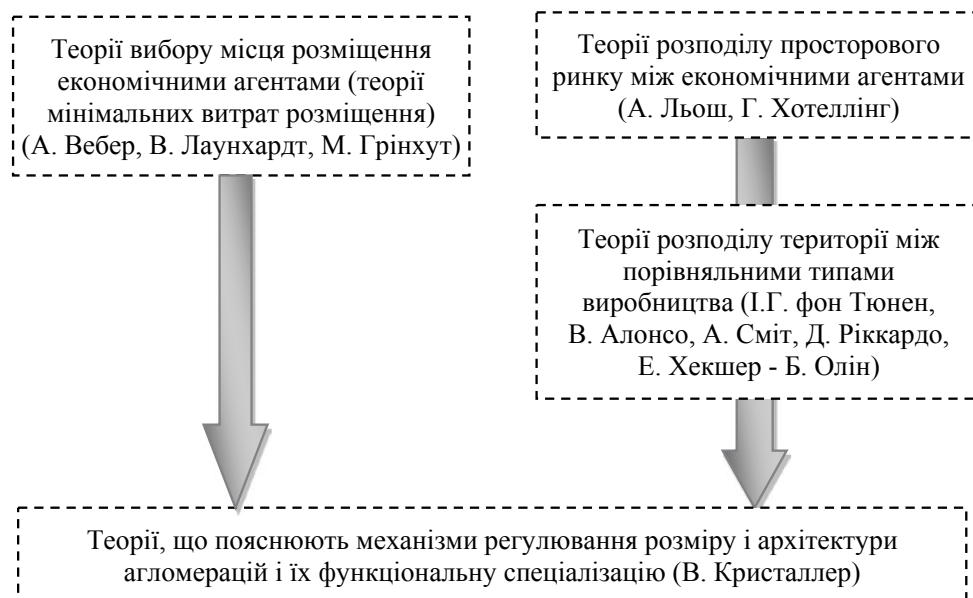 Теорії вибору місця розміщення
економічними агентами (теорії
мінімальних витрат розміщення)
(А. Вебер, В. Лаунхардт, М. Грінхут)
Теорії розподілу просторового
ринку між економічними агентами
(А. Льош, Г. Хотеллінг)
Теорії розподілу території між
порівняльними типами
виробництва (І.Г. фон Тюнен,
В. Алонсо, А. Сміт, Д. Ріккардо,
Е. Хекшер - Б. Олін)
Теорії, що пояснюють механізми регулювання розміру і архітектури
агломерацій і їх функціональну спеціалізацію (В. Кристаллер)